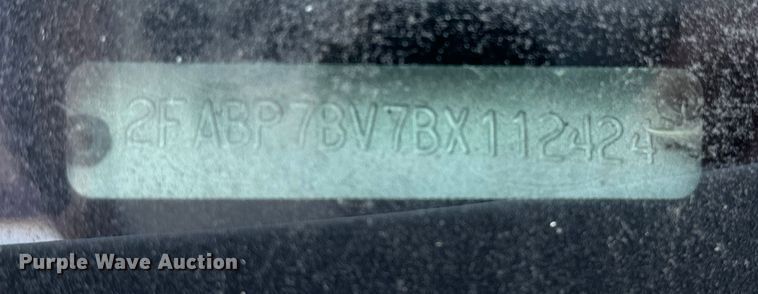 2FABP7BV7BX112424
Purple Wave Auction